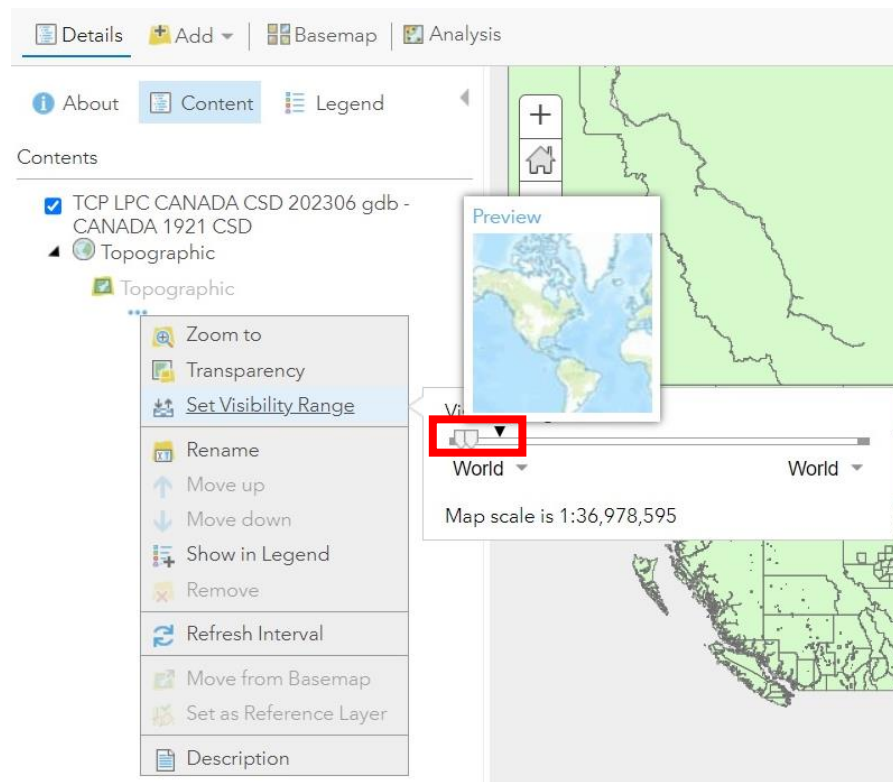 Details Add Basemap Analysis
About Content Legend
Contents
TCP LPC CANADA CSD 202306 gdb -
CANADA 1921 CSD
Topographic
Topographic
Preview
Zoom to
Transparency
Set Visibility Range
Rename
Move up
Move down
Show in Legend
Remove
Refresh Interval
Move from Basemap
Set as Reference Layer
Description
World World
Map scale is 1:36,978,595